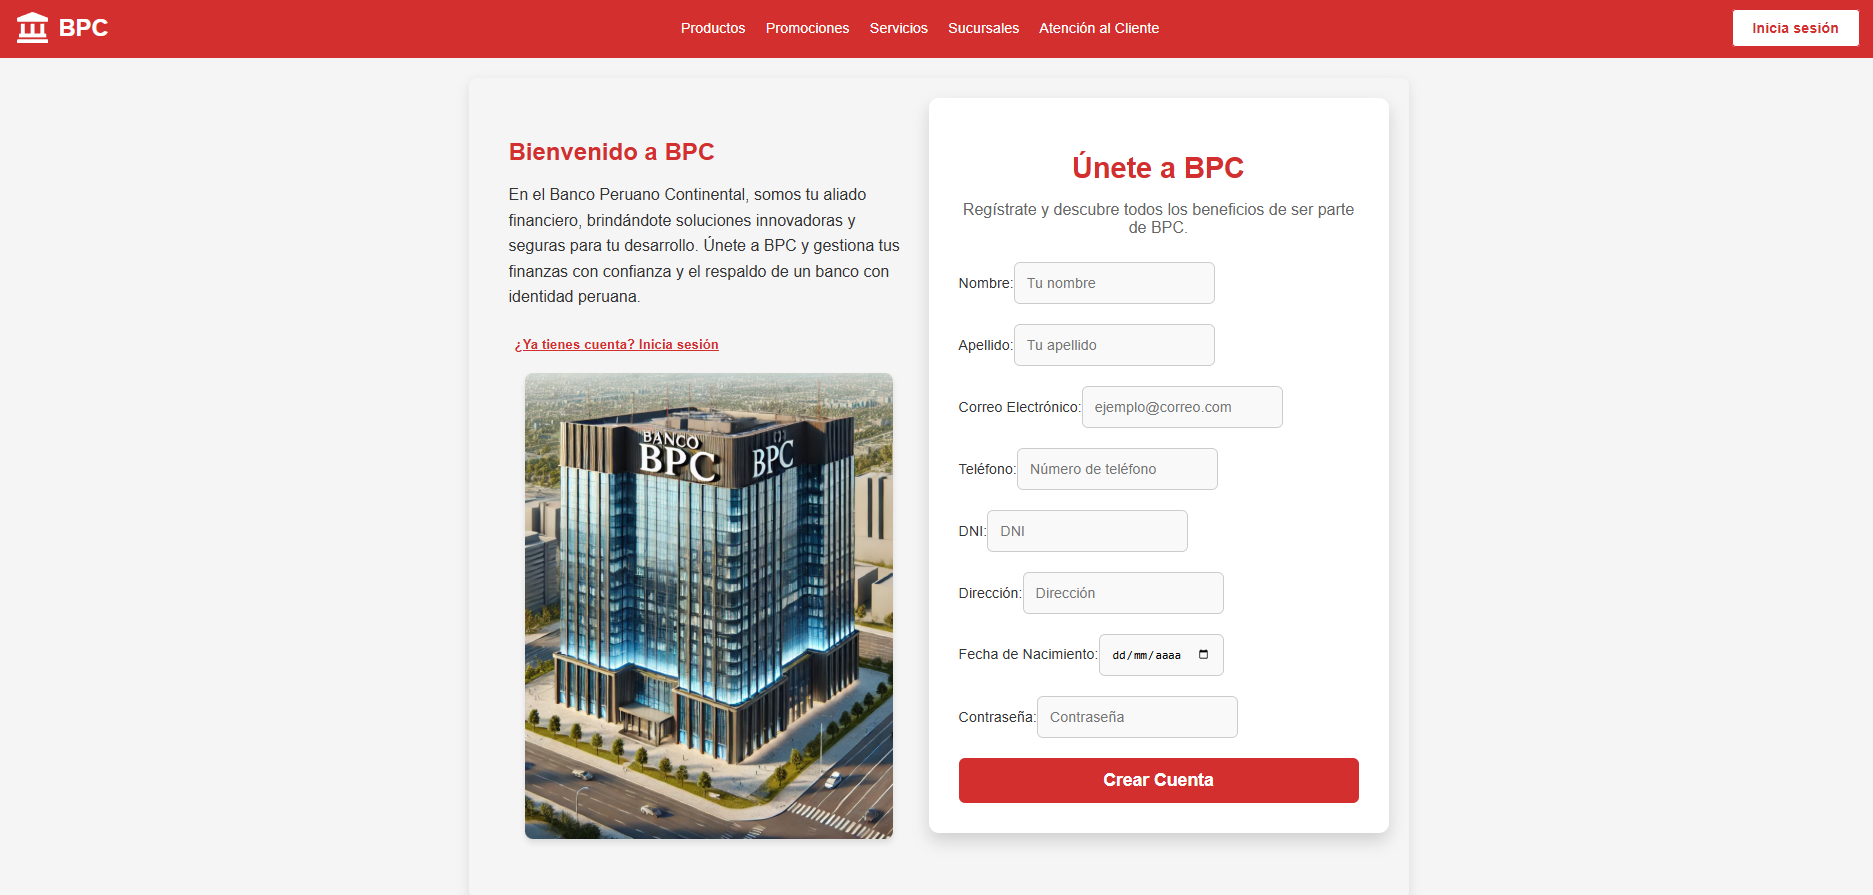 BPC
Productos Promociones Servicios Sucursales Atención al Cliente
Inicia sesión
Bienvenido a BPC
En el Banco Peruano Continental, somos tu aliado
financiero, brindándote soluciones innovadoras y
seguras para tu desarrollo. Únete a BPC y gestiona tus
finanzas con confianza y el respaldo de un banco con
identidad peruana.
¿Ya tienes cuenta? Inicia sesión
BANCO
BPC
BPC
Únete a BPC
Regístrate y descubre todos los beneficios de ser parte
de BPC.
Nombre: Tu nombre
Apellido: Tu apellido
Correo Electrónico: ejemplo@correo.com
Teléfono: Número de teléfono
DNI: DNI
Dirección: Dirección
Fecha de Nacimiento: dd/mm/aaaa
Contraseña: Contraseña
Crear Cuenta